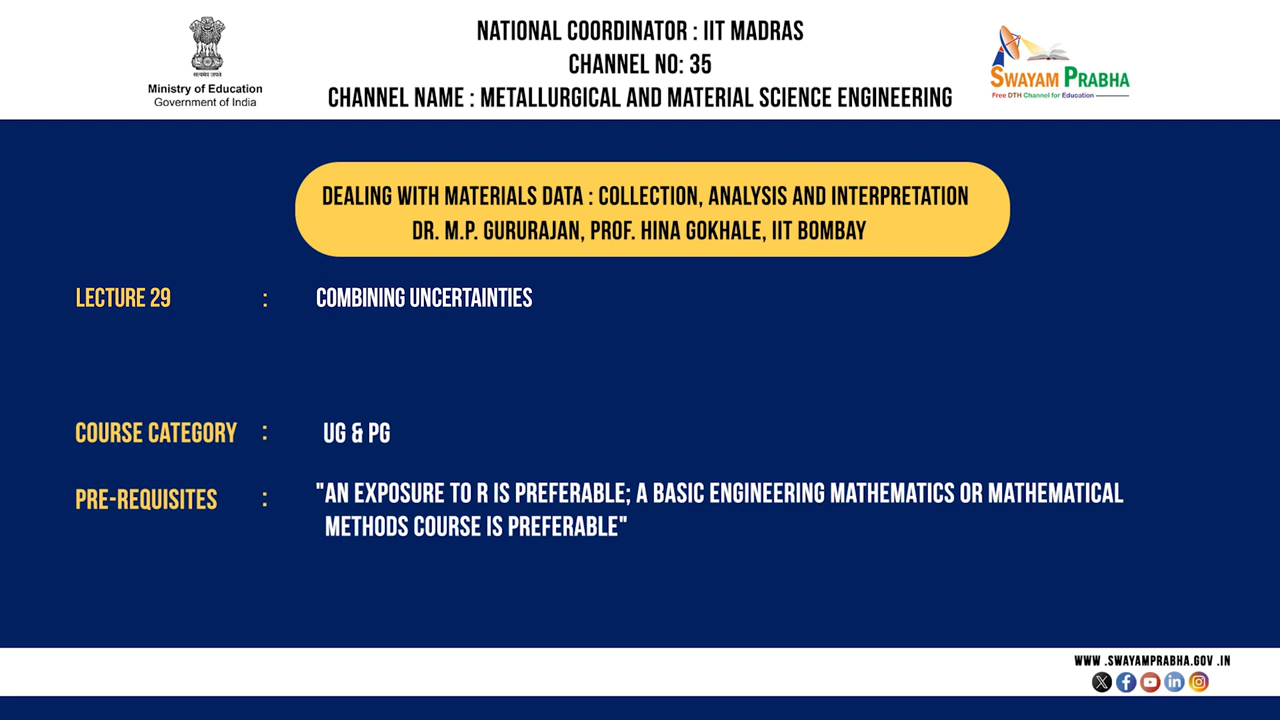 NATIONAL COORDINATOR : IIT MADRAS
CHANNEL NO: 35
CHANNEL NAME : METALLURGICAL AND MATERIAL SCIENCE ENGINEERING
सत्यमेव जयते
Ministry of Education
Government of India
SWAYAM PRABHA
Free DTH Channel for Education
DEALING WITH MATERIALS DATA : COLLECTION, ANALYSIS AND INTERPRETATION
DR. M.P. GURURAJAN, PROF. HINA GOKHALE, IIT BOMBAY
LECTURE 29 : COMBINING UNCERTAINTIES
COURSE CATEGORY : UG & PG
PRE-REQUISITES : "AN EXPOSURE TO R IS PREFERABLE; A BASIC ENGINEERING MATHEMATICS OR MATHEMATICAL
METHODS COURSE IS PREFERABLE"
WWW .SWAYAMPRABHA.GOV .IN